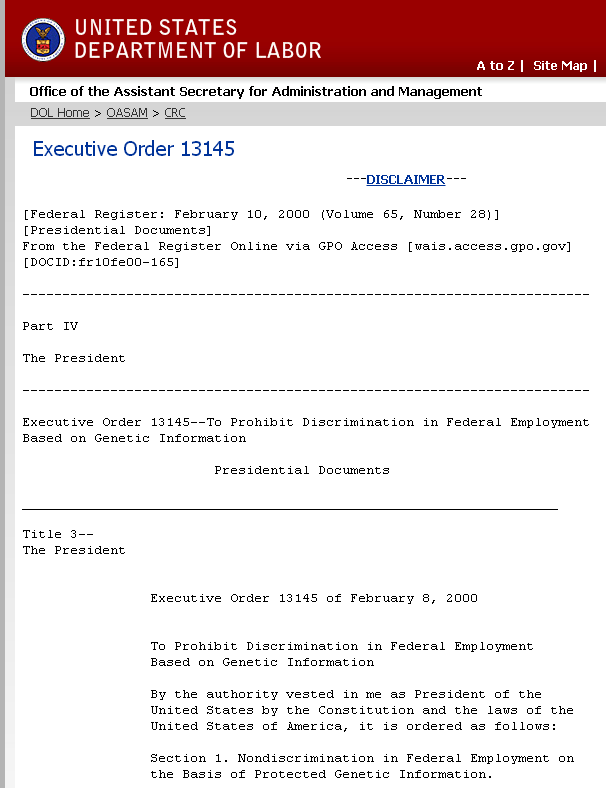 UNITED STATES
DEPARTMENT OF LABOR
A to Z | Site Map |
Office of the Assistant Secretary for Administration and Management
DOL Home > OASAM > CRC
Executive Order 13145
---DISCLAIMER---
[Federal Register: February 10, 2000 (Volume 65, Number 28)]
[Presidential Documents]
From the Federal Register Online via GPO Access [wais.access.gpo.gov]
[DOCID:fr10fe00-165]
-----------------------------------------------------------------------
Part IV
The President
-----------------------------------------------------------------------
Executive Order 13145--To Prohibit Discrimination in Federal Employment
Based on Genetic Information
Presidential Documents
___________________________________________________________________
Title 3--
The President
Executive Order 13145 of February 8, 2000
To Prohibit Discrimination in Federal Employment
Based on Genetic Information
By the authority vested in me as President of the
United States by the Constitution and the laws of the
United States of America, it is ordered as follows:
Section 1. Nondiscrimination in Federal Employment on
the Basis of Protected Genetic Information.